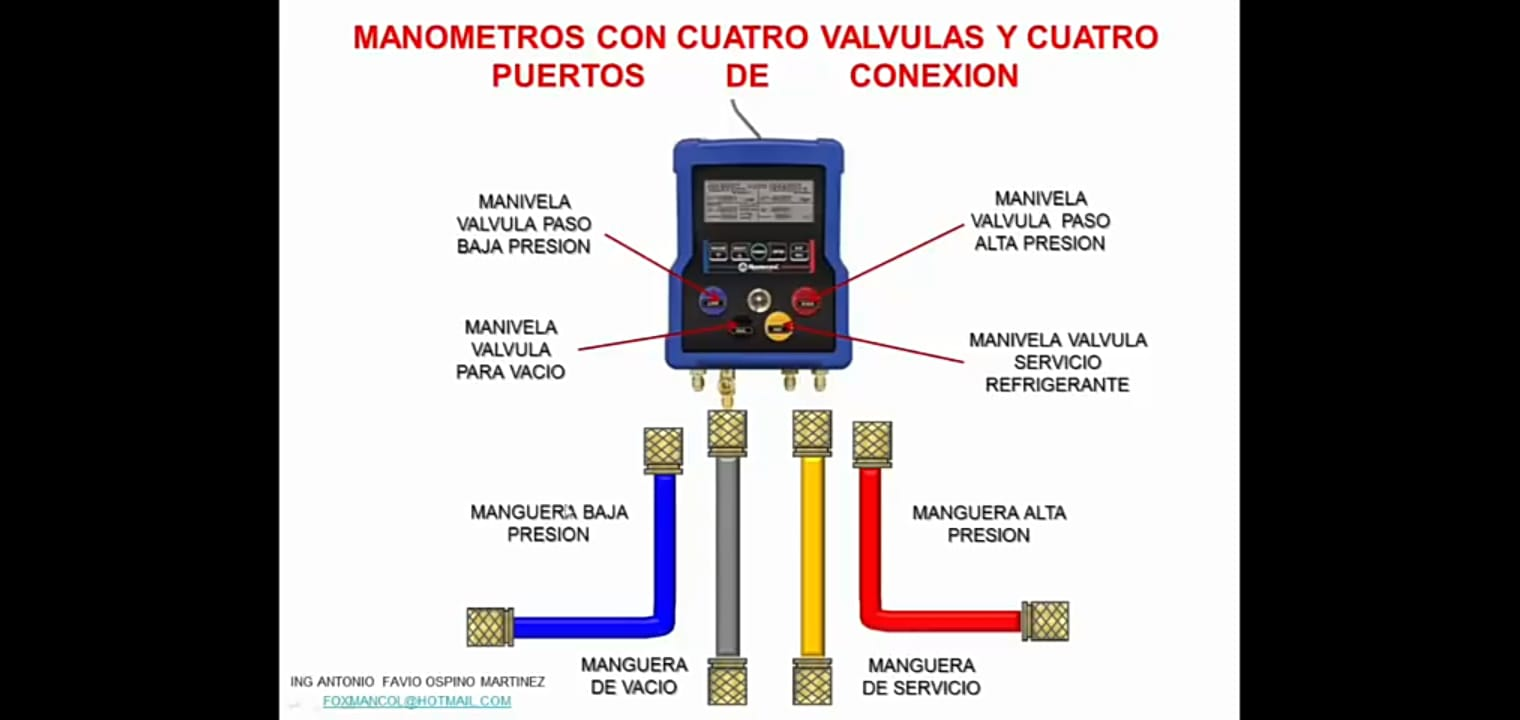 MANOMETROS CON CUATRO VALVULAS Y CUATRO
PUERTOS DE CONEXION
MANIVELA
VALVULA PASO
BAJA PRESION
MANIVELA
VALVULA PASO
ALTA PRESION
MANIVELA
VALVULA
PARA VACIO
MANIVELA VALVULA
SERVICIO
REFRIGERANTE
MANGUERA BAJA
PRESION
MANGUERA ALTA
PRESION
MANGUERA
DE VACIO
MANGUERA
DE SERVICIO
ING ANTONIO FAVIO OSPINO MARTINEZ
FOXMANCOL@HOTMAIL.COM